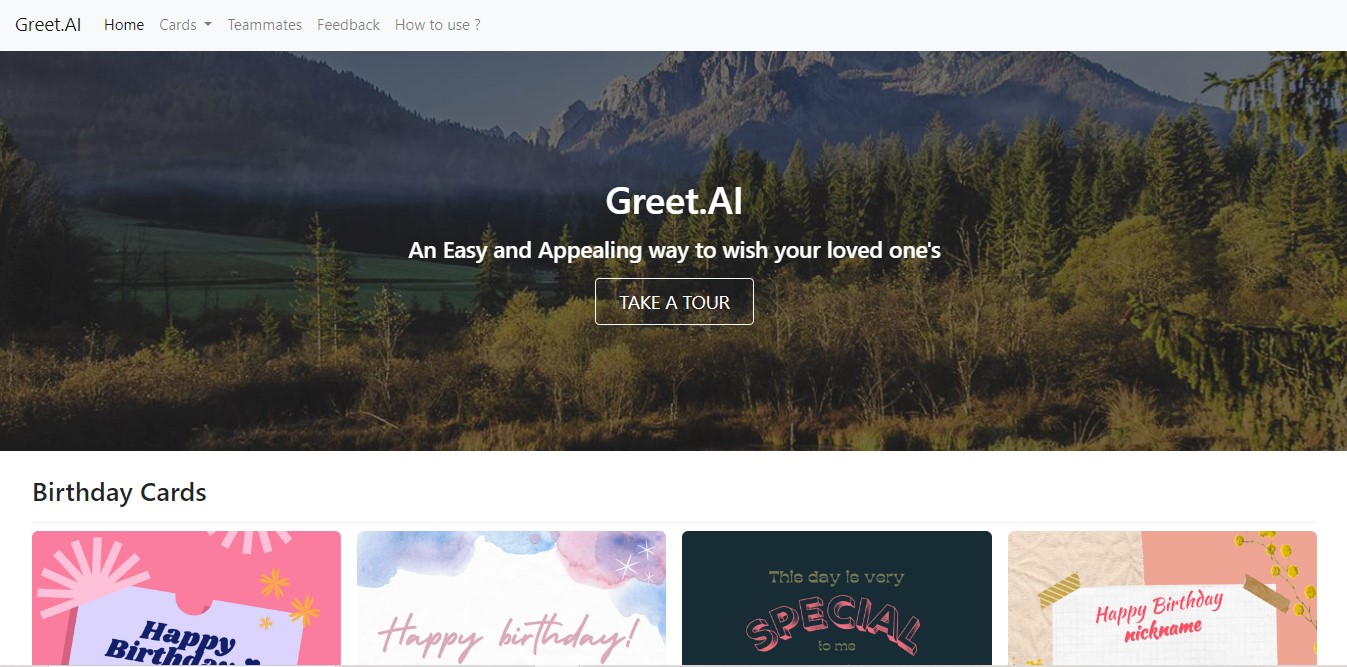 Greet.AI Home Cards Teammates Feedback How to use ?
Greet.AI
An Easy and Appealing way to wish your loved one's
TAKE A TOUR
Birthday Cards
Happy
Birthday
Happy birthday!
This day is very
SPECIAL
to me
Happy Birthday
nickname